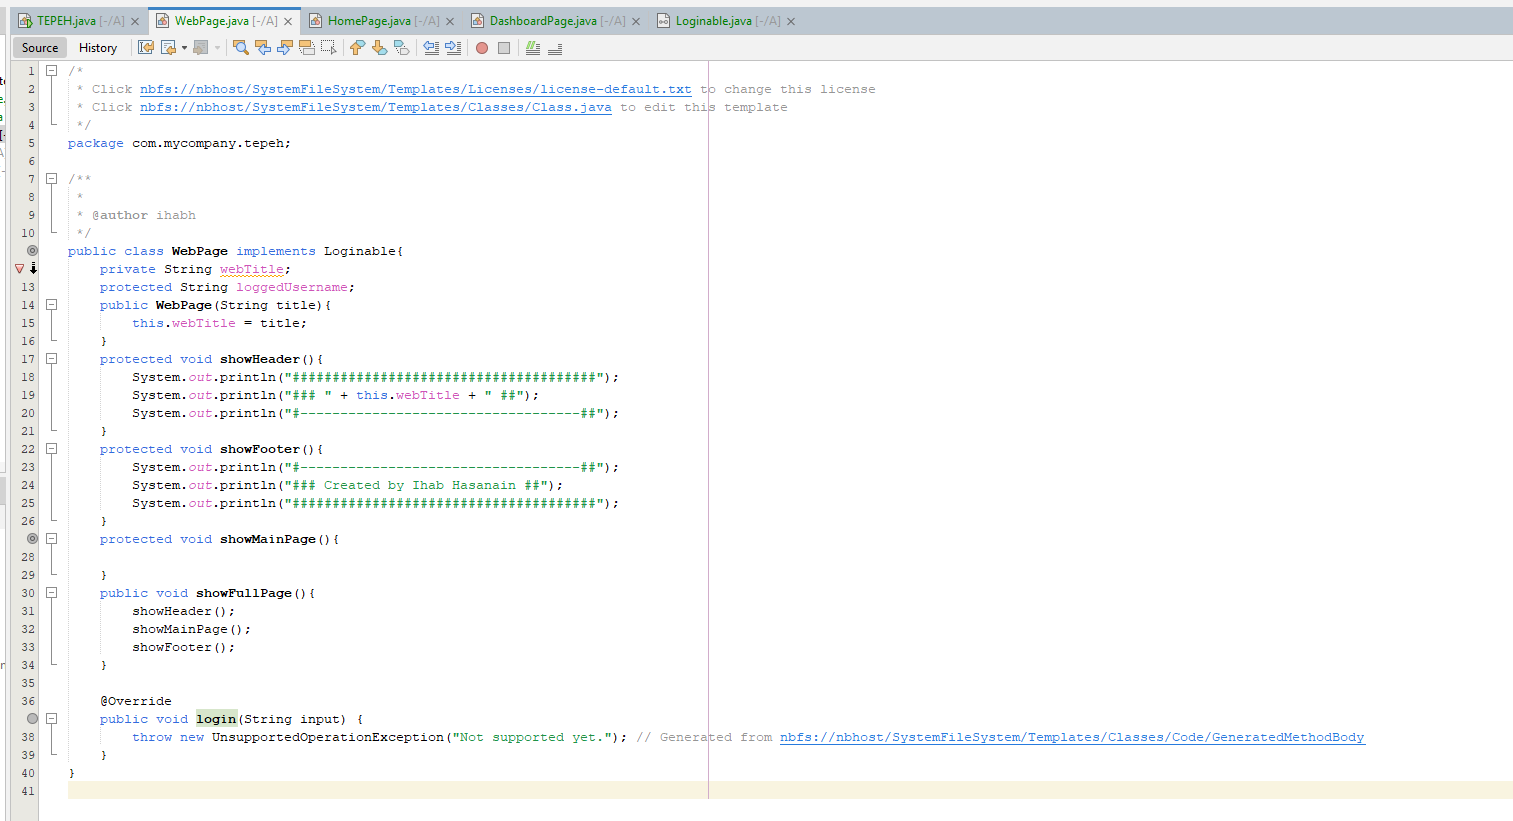 TEPEH.java [-/A]
WebPage.java [-/A]
HomePage.java [-/A]
DashboardPage.java [-/A]
Loginable.java [-/A]
Source History
1 /*
2 * Click nbfs://nbhost/SystemFileSystem/Templates/Licenses/license-default.txt to change this license
3 * Click nbfs://nbhost/SystemFileSystem/Templates/Classes/Class.java to edit this template
4 */
5 package com.mycompany.tepeh;
6
7 /**
8 *
9 * @author ihabh
10 */
public class WebPage implements Loginable{
private String webTitle;
13 protected String loggedUsername;
14 public WebPage(String title){
15 this.webTitle = title;
16 }
17 protected void showHeader(){
18 System.out.println("######################################");
19 System.out.println("### " + this.webTitle + " ##");
20 System.out.println("#-----------------------------------##");
21 }
22 protected void showFooter(){
23 System.out.println("#-----------------------------------##");
24 System.out.println("### Created by Ihab Hasanain ##");
25 System.out.println("######################################");
26 }
protected void showMainPage(){
28
29 }
30 public void showFullPage(){
31 showHeader();
32 showMainPage();
33 showFooter();
34 }
35
36 @Override
public void login(String input) {
38 throw new UnsupportedOperationException("Not supported yet."); // Generated from nbfs://nbhost/SystemFileSystem/Templates/Classes/Code/GeneratedMethodBody
39 }
40 }
41